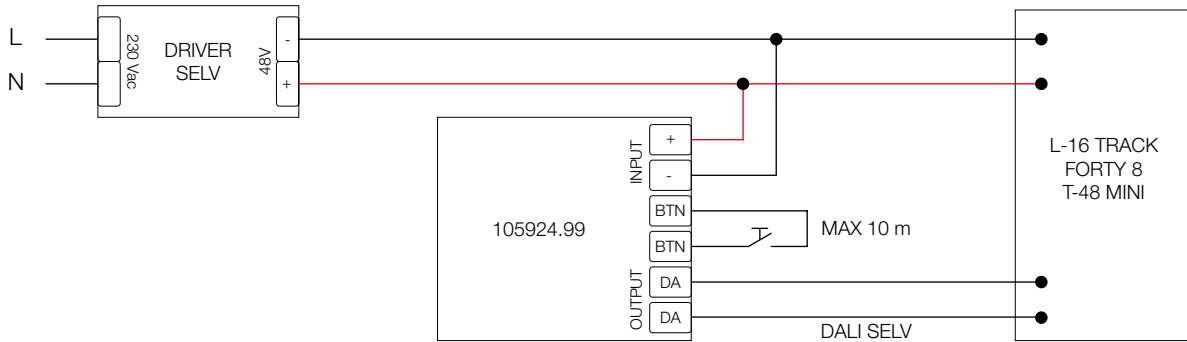 L
N
230 Vac
DRIVER
SELV
48V
-
+
L-16 TRACK
FORTY 8
T-48 MINI
105924.99
INPUT
+
-
BTN
BTN
MAX 10 m
OUTPUT
DA
DA
DALI SELV